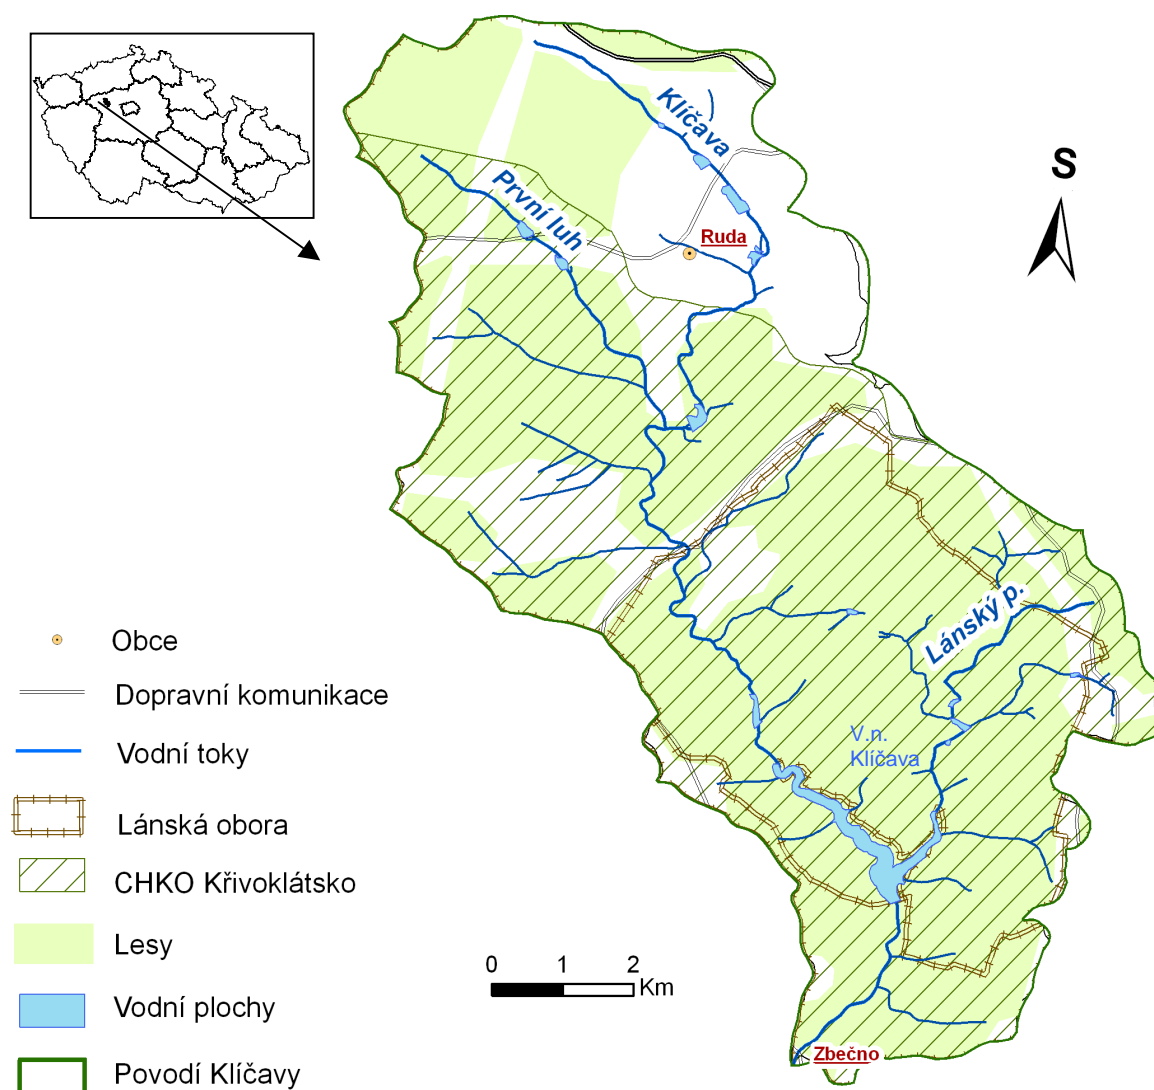 Klíčava
S
První luh
Ruda
Lánský p.
Obce
Dopravní komunikace
Vodní toky
V.n.
Klíčava
Lánská obora
CHKO Křivoklátsko
Lesy
0 1 2
Km
Vodní plochy
Zbečno
Povodí Klíčavy